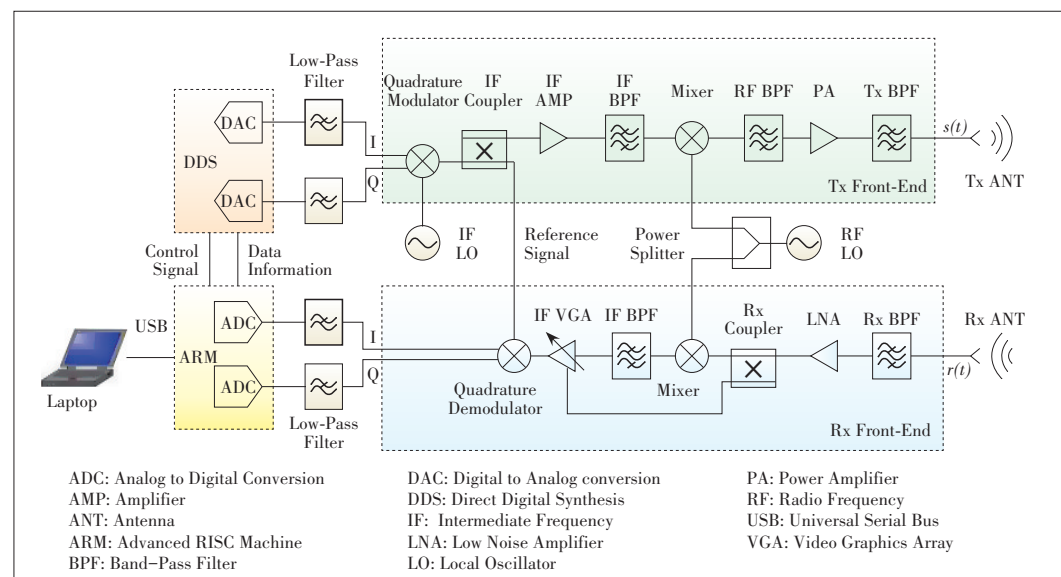 Low-Pass
Filter
Quadrature
Modulator
IF
Coupler
IF
AMP
IF
BPF
Mixer
RF BPF
PA
Tx BPF
DAC
I
s(t)
DDS
DAC
Q
Tx Front-End
Tx ANT
Control
Signal
Data
Information
IF
LO
Reference
Signal
Power
Splitter
RF
LO
USB
ADC
I
IF VGA
IF BPF
Rx
Coupler
LNA
Rx BPF
Rx ANT
ARM
ADC
Q
r(t)
Laptop
Low-Pass
Filter
Quadrature
Demodulator
Mixer
Rx Front-End
ADC: Analog to Digital Conversion
AMP: Amplifier
ANT: Antenna
ARM: Advanced RISC Machine
BPF: Band-Pass Filter
DAC: Digital to Analog conversion
DDS: Direct Digital Synthesis
IF: Intermediate Frequency
LNA: Low Noise Amplifier
LO: Local Oscillator
PA: Power Amplifier
RF: Radio Frequency
USB: Universal Serial Bus
VGA: Video Graphics Array